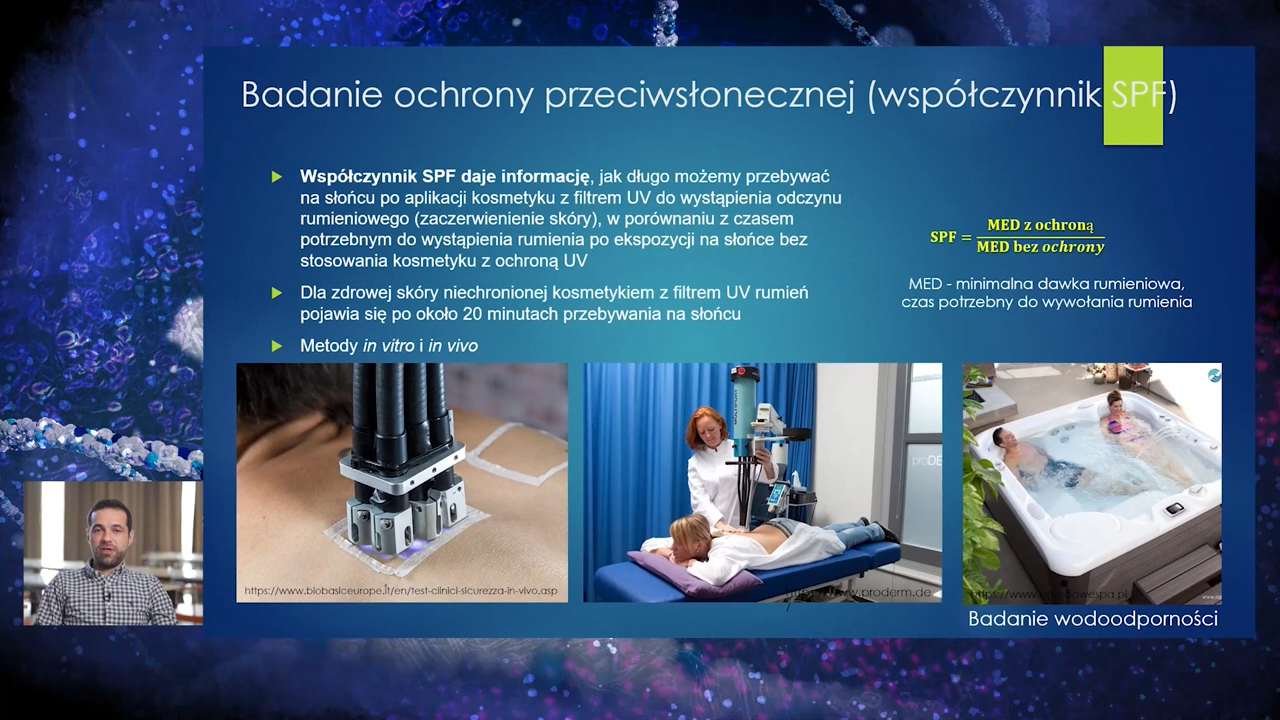 Badanie ochrony przeciwsłonecznej (współczynnik SPF)
Współczynnik SPF daje informację, jak długo możemy przebywać
na słońcu po aplikacji kosmetyku z filtrem UV do wystąpienia odczynu
rumieniowego (zaczerwienienie skóry), w porównaniu z czasem
potrzebnym do wystąpienia rumienia po ekspozycji na słońce bez
stosowania kosmetyku z ochroną UV
Dla zdrowej skóry niechronionej kosmetykiem z filtrem UV rumień
pojawia się po około 20 minutach przebywania na słońcu
Metody in vitro i in vivo
SPF = MED z ochroną / MED bez ochrony
MED - minimalna dawka rumieniowa,
czas potrzebny do wywołania rumienia
https://www.biobasiceurope.it/en/test-clinici-sicurezza-in-vivo.asp
proDE
https://www.proderm.de
Badanie wodoodporności